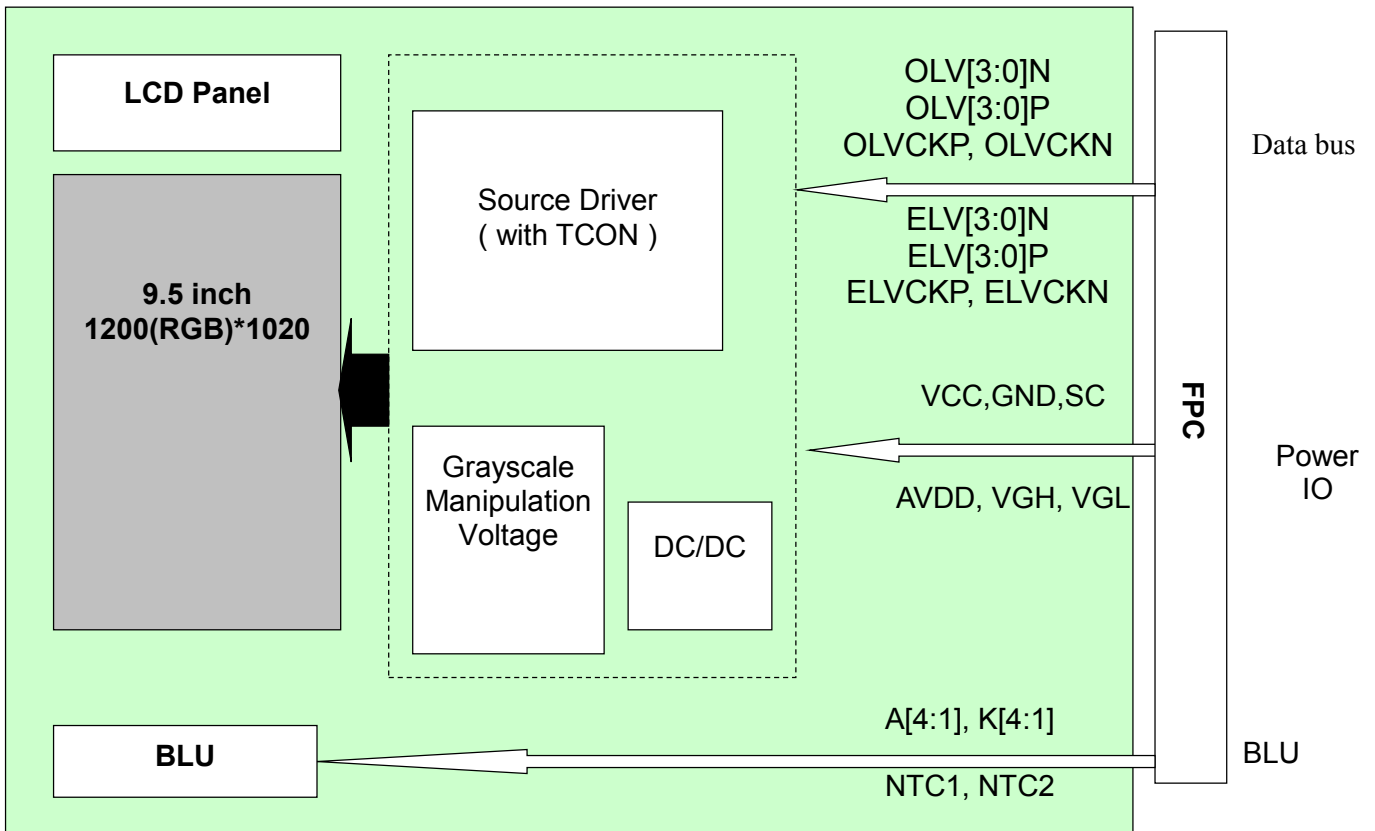 LCD Panel
9.5 inch
1200(RGB)*1020
Source Driver
( with TCON )
Grayscale
Manipulation
Voltage
DC/DC
OLV[3:0]N
OLV[3:0]P
OLVCKP, OLVCKN
ELV[3:0]N
ELV[3:0]P
ELVCKP, ELVCKN
VCC,GND,SC
AVDD, VGH, VGL
FPC
Data bus
Power
IO
BLU
A[4:1], K[4:1]
NTC1, NTC2
BLU